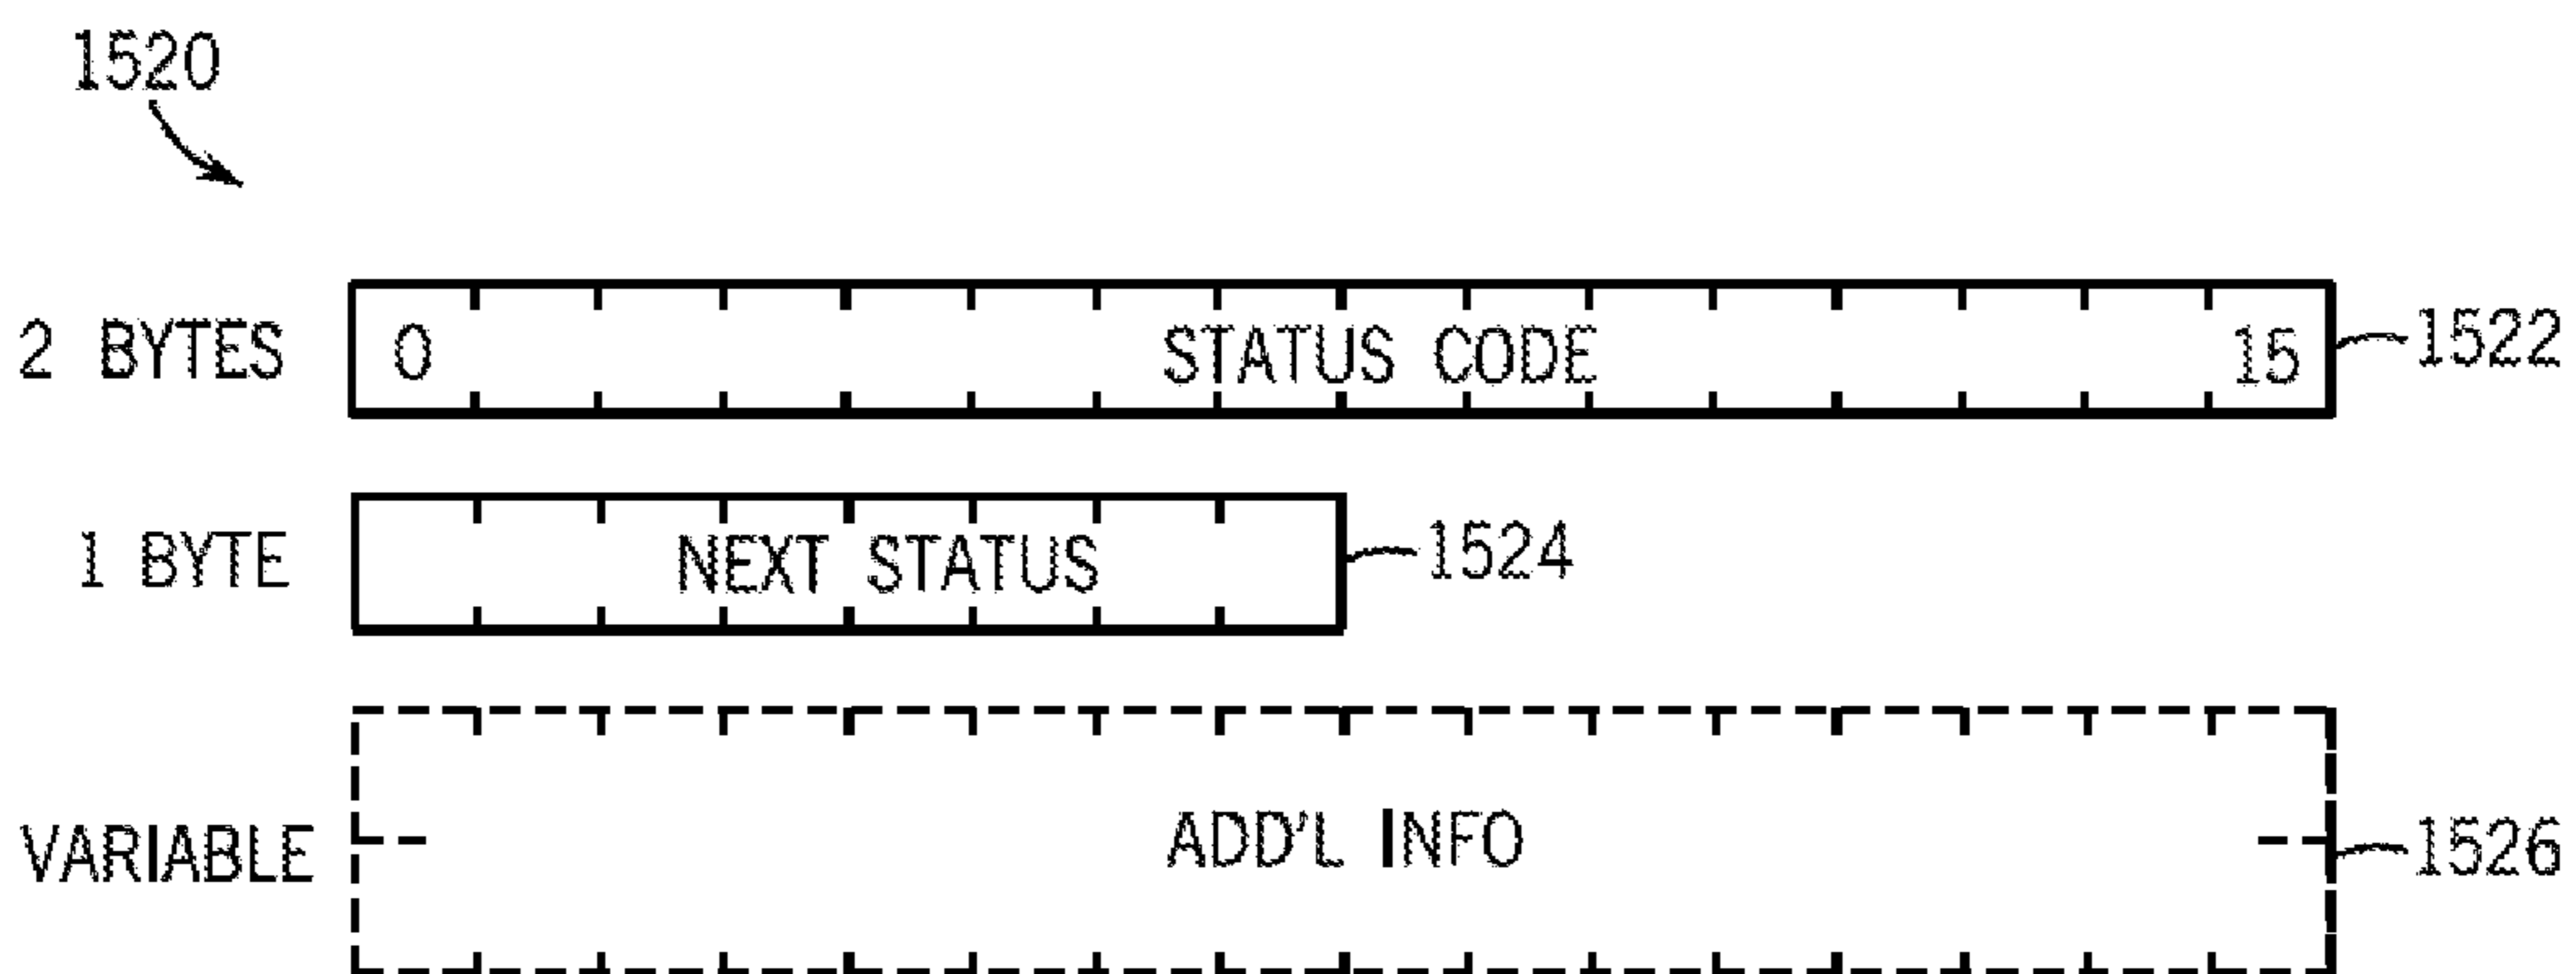 1520
2 BYTES 0 STATUS CODE 15 1522
1 BYTE NEXT STATUS 1524
VARIABLE ADD'L INFO 1526